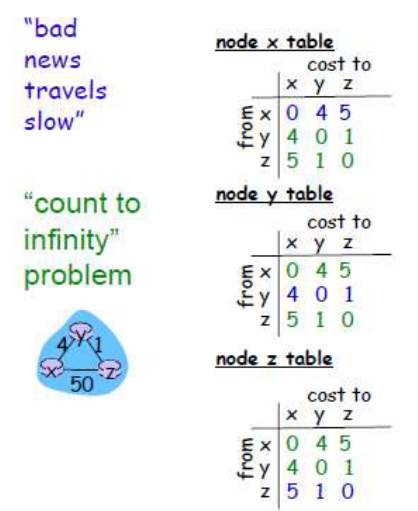 “bad
news
travels
slow”
“count to
infinity”
problem
4 y 1
x z
50
node x table
cost to
x y z
from
x 0 4 5
y 4 0 1
z 5 1 0
node y table
cost to
x y z
from
x 0 4 5
y 4 0 1
z 5 1 0
node z table
cost to
x y z
from
x 0 4 5
y 4 0 1
z 5 1 0